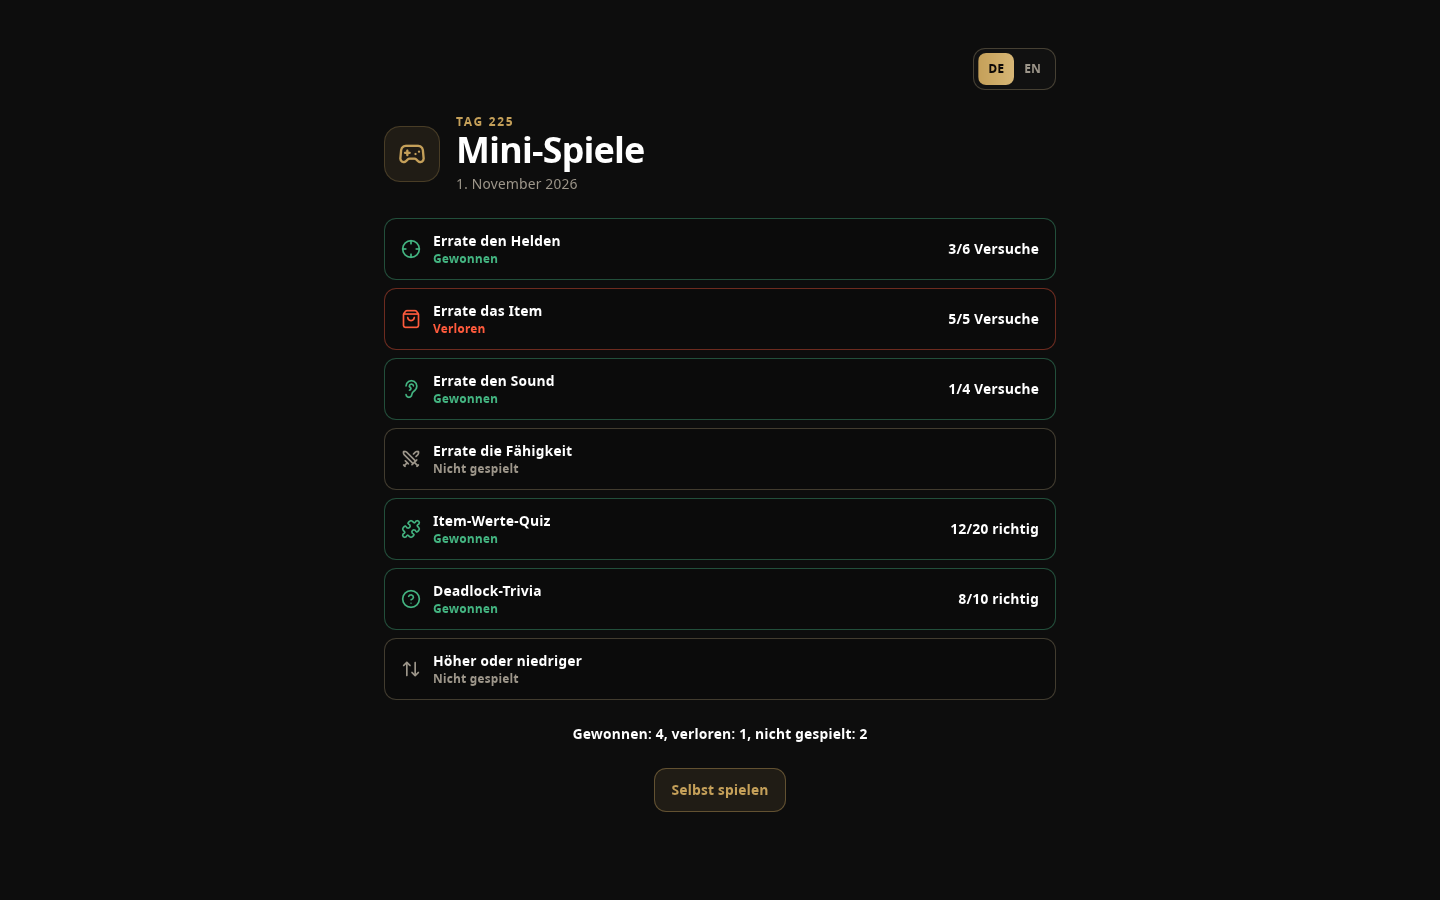 DE EN
TAG 225
Mini-Spiele
1. November 2026
Errate den Helden
Gewonnen
3/6 Versuche
Errate das Item
Verloren
5/5 Versuche
Errate den Sound
Gewonnen
1/4 Versuche
Errate die Fähigkeit
Nicht gespielt
Item-Werte-Quiz
Gewonnen
12/20 richtig
Deadlock-Trivia
Gewonnen
8/10 richtig
Höher oder niedriger
Nicht gespielt
Gewonnen: 4, verloren: 1, nicht gespielt: 2
Selbst spielen